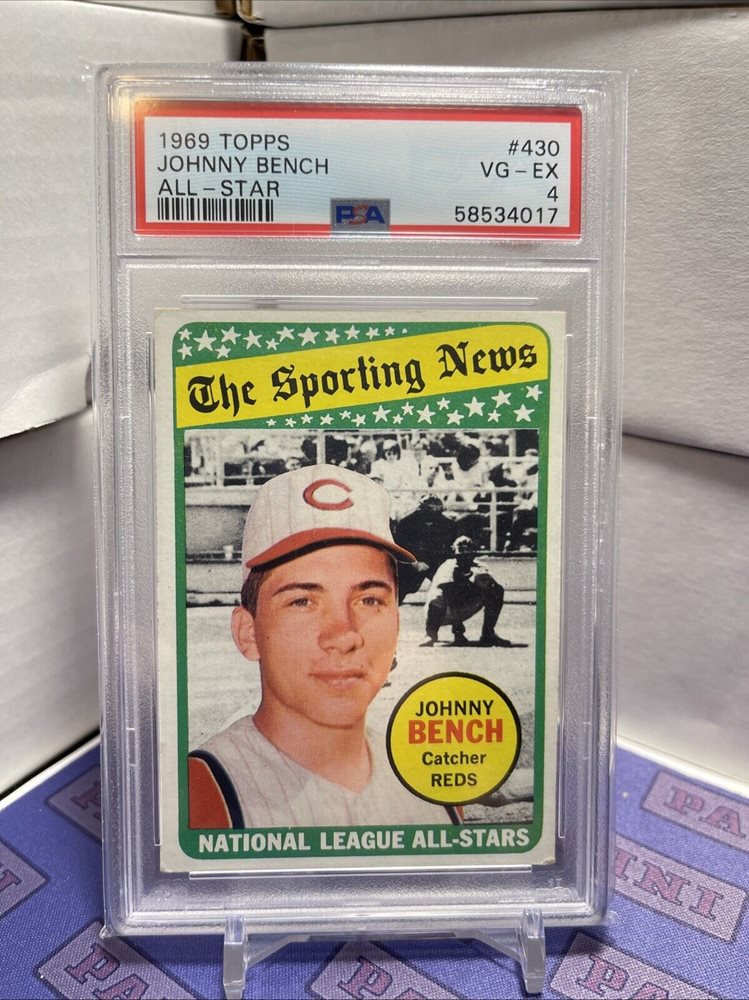 1969 TOPPS #430
JOHNNY BENCH VG-EX
ALL-STAR 4
PSA 58534017
The Sporting News
C
JOHNNY
BENCH
Catcher
REDS
NATIONAL LEAGUE ALL-STARS
PANINI